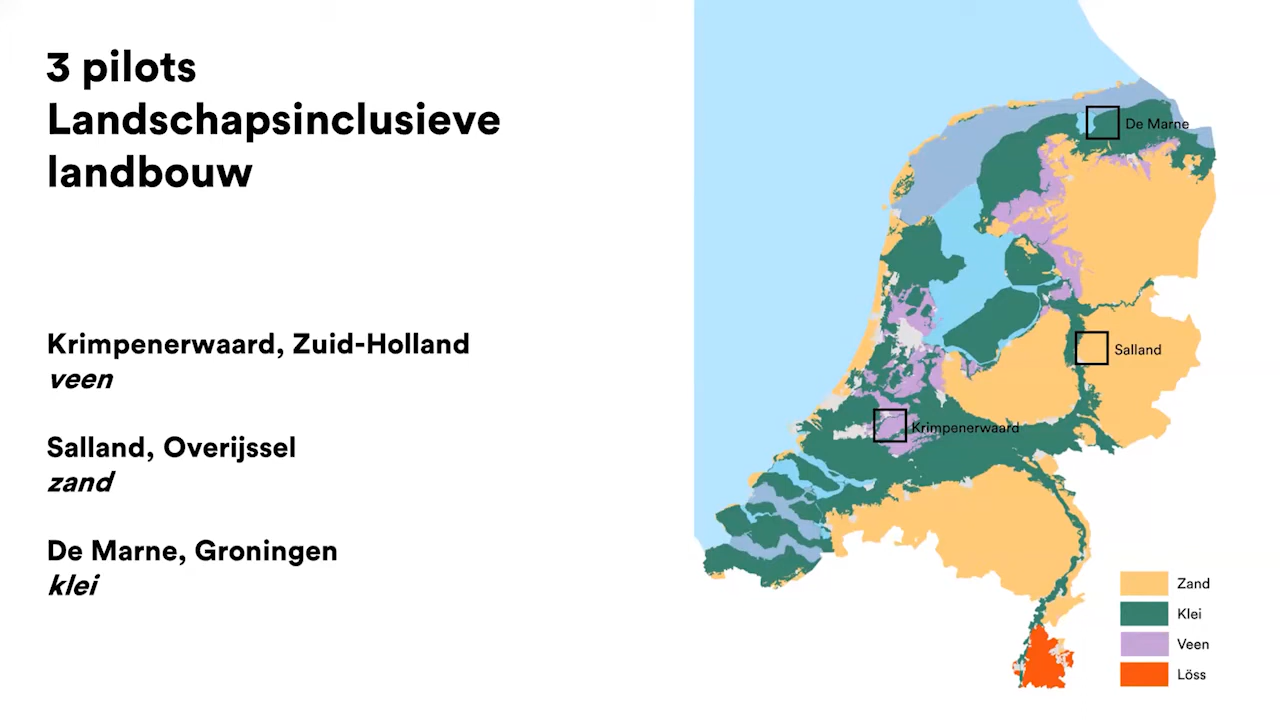 3 pilots
Landschapsinclusieve
landbouw
Krimpenerwaard, Zuid-Holland
veen
Salland, Overijssel
zand
De Marne, Groningen
klei
De Marne
Salland
Krimpenerwaard
Zand
Klei
Veen
Löss